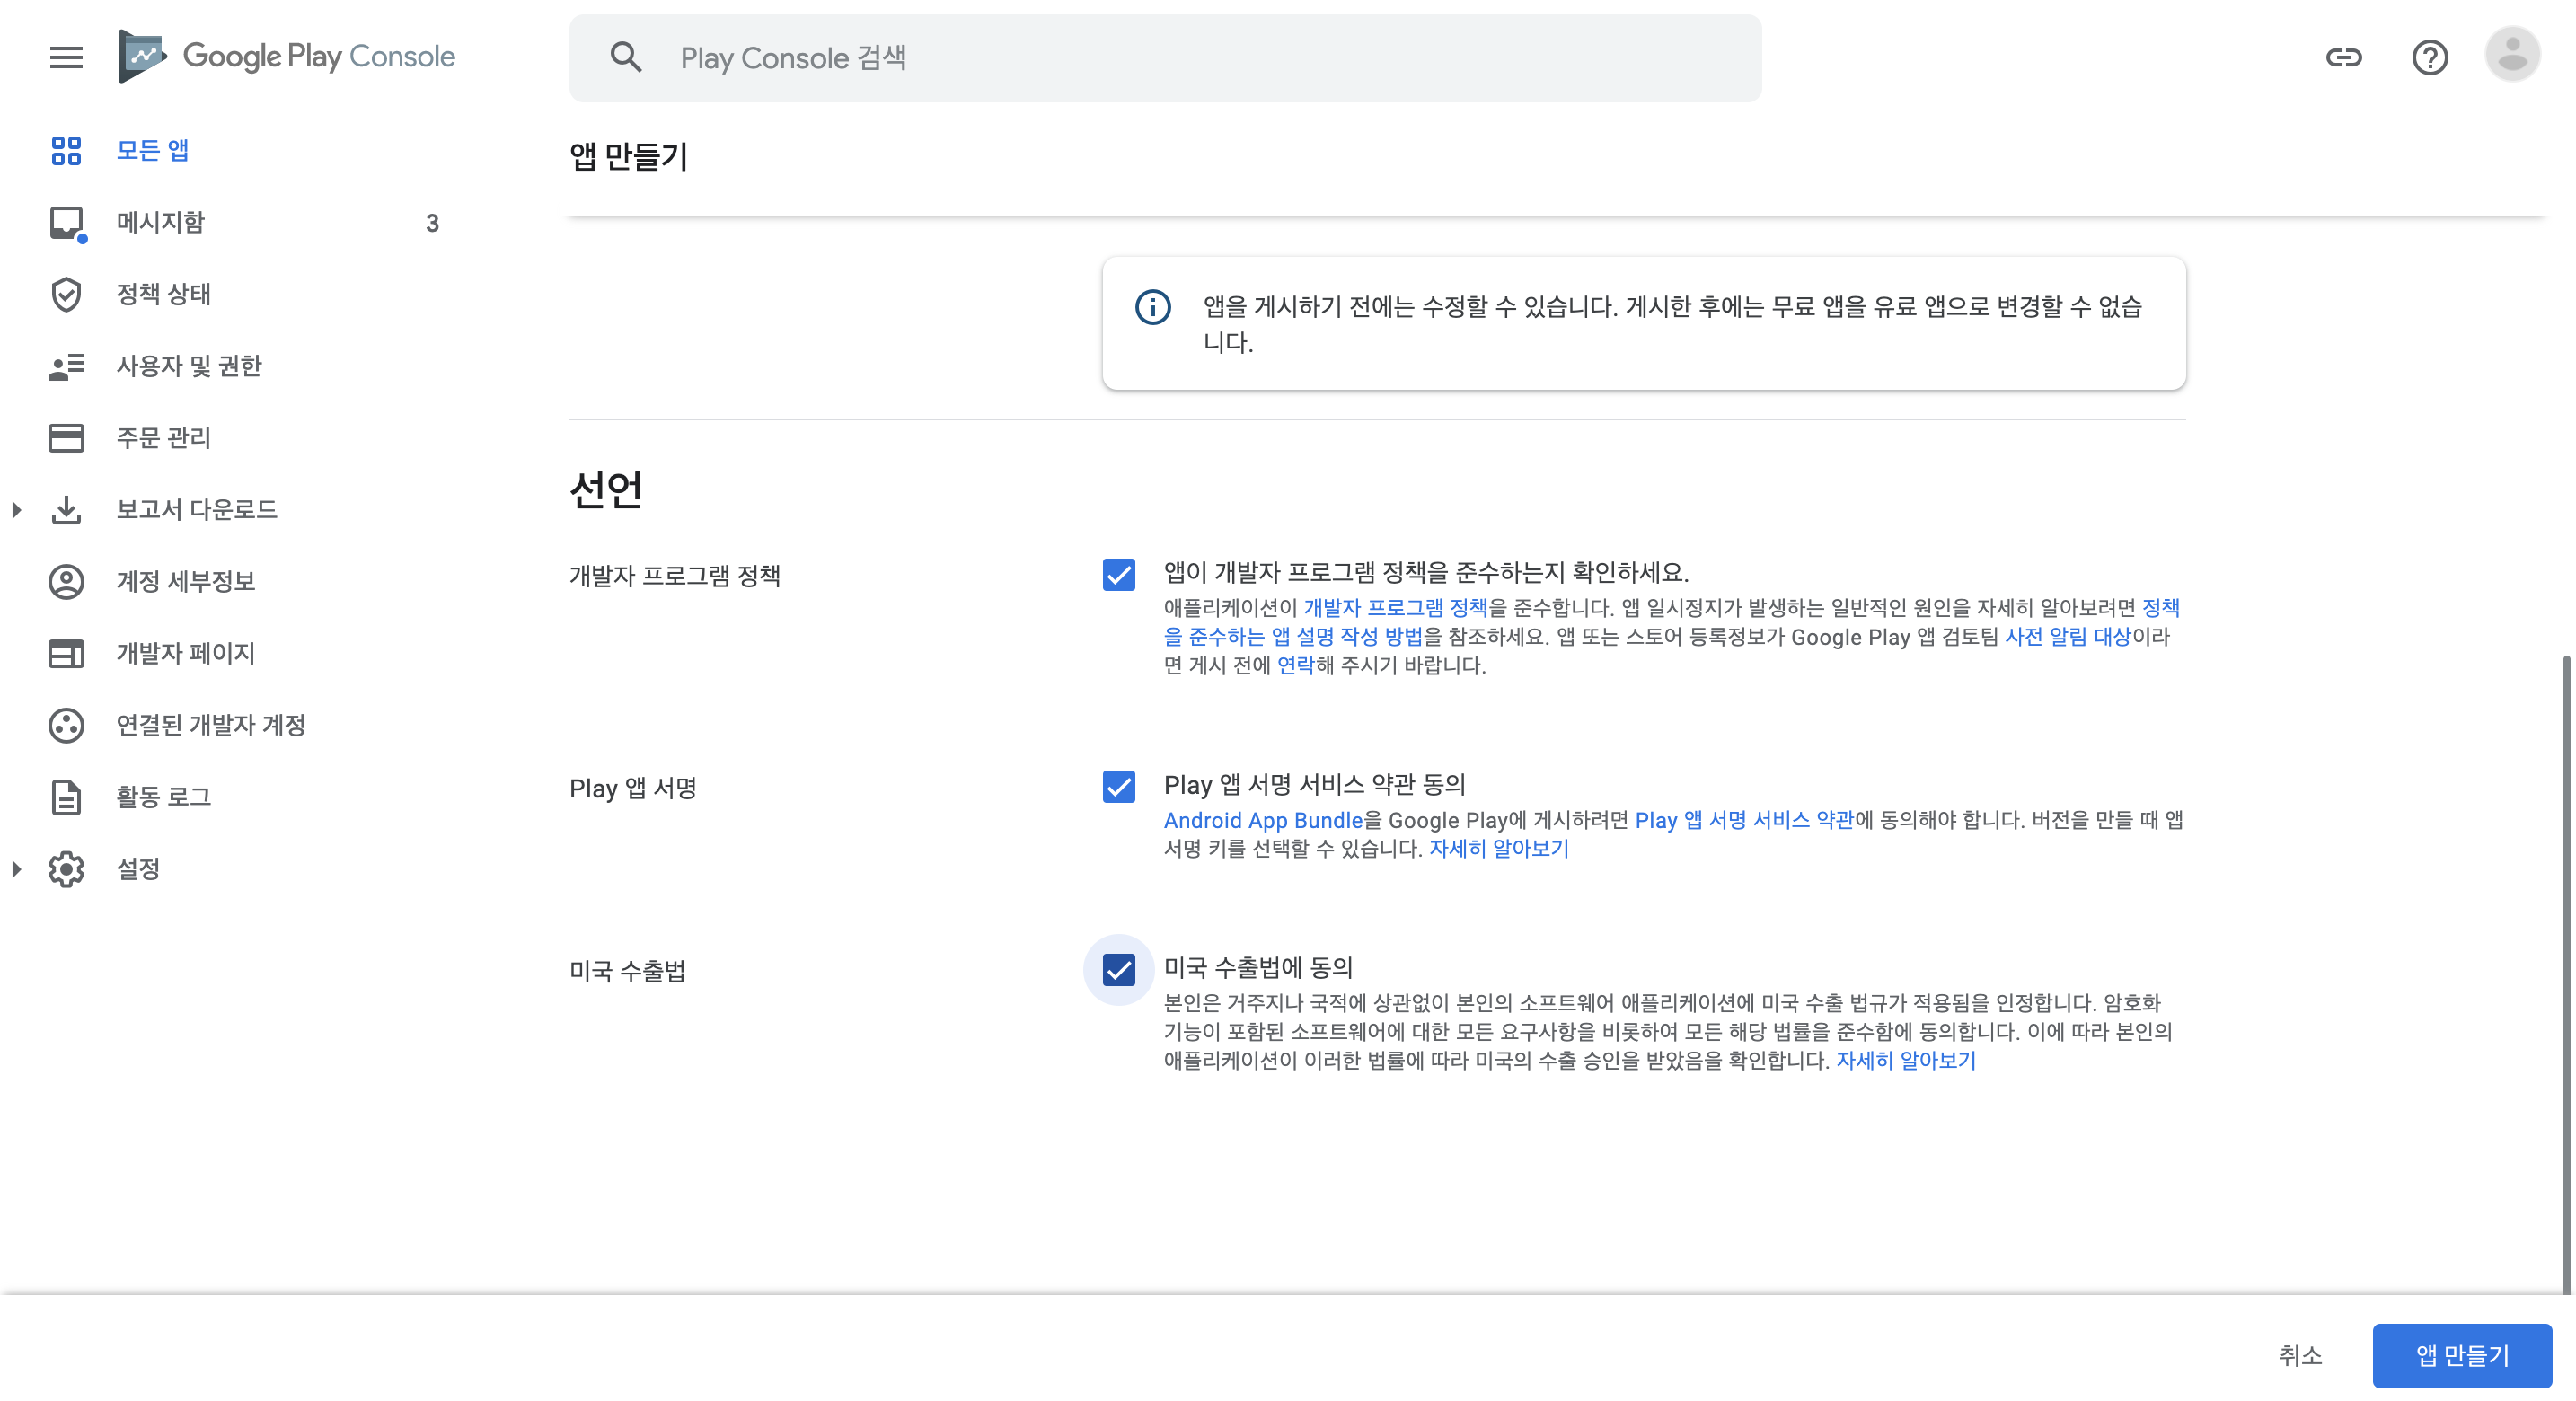 Google Play Console
Play Console 검색
모든 앱
메시지함
3
정책 상태
사용자 및 권한
주문 관리
보고서 다운로드
계정 세부정보
개발자 페이지
연결된 개발자 계정
활동 로그
설정
앱 만들기
앱을 게시하기 전에는 수정할 수 있습니다. 게시한 후에는 무료 앱을 유료 앱으로 변경할 수 없습
니다.
선언
개발자 프로그램 정책
앱이 개발자 프로그램 정책을 준수하는지 확인하세요.
애플리케이션이 개발자 프로그램 정책을 준수합니다. 앱 일시정지가 발생하는 일반적인 원인을 자세히 알아보려면 정책
을 준수하는 앱 설명 작성 방법을 참조하세요. 앱 또는 스토어 등록정보가 Google Play 앱 검토팀 사전 알림 대상이라
면 게시 전에 연락해 주시기 바랍니다.
Play 앱 서명
Play 앱 서명 서비스 약관 동의
Android App Bundle을 Google Play에 게시하려면 Play 앱 서명 서비스 약관에 동의해야 합니다. 버전을 만들 때 앱
서명 키를 선택할 수 있습니다. 자세히 알아보기
미국 수출법
미국 수출법에 동의
본인은 거주지나 국적에 상관없이 본인의 소프트웨어 애플리케이션에 미국 수출 법규가 적용됨을 인정합니다. 암호화
기능이 포함된 소프트웨어에 대한 모든 요구사항을 비롯하여 모든 해당 법률을 준수함에 동의합니다. 이에 따라 본인의
애플리케이션이 이러한 법률에 따라 미국의 수출 승인을 받았음을 확인합니다. 자세히 알아보기
취소
앱 만들기